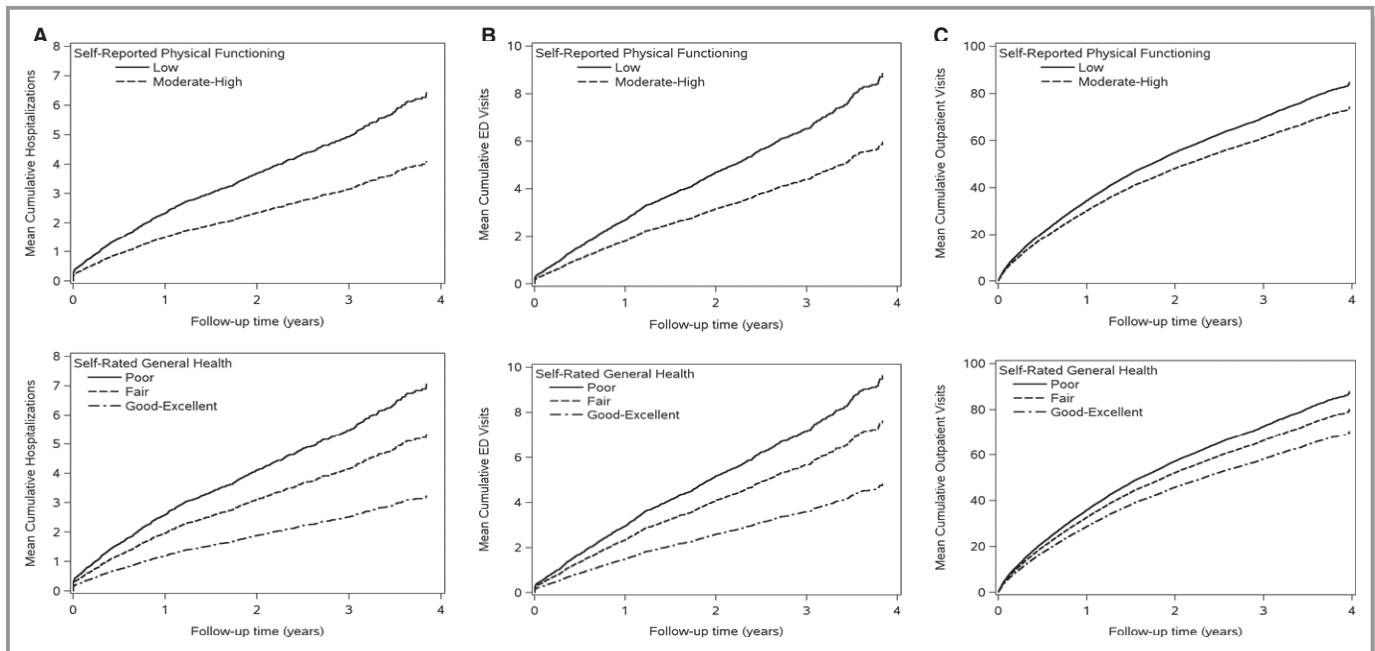 A
Self-Reported Physical Functioning
Low
Moderate-High
Mean Cumulative Hospitalizations
8
7
6
5
4
3
2
1
0
0 1 2 3 4
Follow-up time (years)
B
Self-Reported Physical Functioning
Low
Moderate-High
Mean Cumulative ED Visits
10
8
6
4
2
0
0 1 2 3 4
Follow-up time (years)
C
Self-Reported Physical Functioning
Low
Moderate-High
Mean Cumulative Outpatient Visits
100
80
60
40
20
0
0 1 2 3 4
Follow-up time (years)
Self-Rated General Health
Poor
Fair
Good-Excellent
Mean Cumulative Hospitalizations
8
7
6
5
4
3
2
1
0
0 1 2 3 4
Follow-up time (years)
Self-Rated General Health
Poor
Fair
Good-Excellent
Mean Cumulative ED Visits
10
8
6
4
2
0
0 1 2 3 4
Follow-up time (years)
Self-Rated General Health
Poor
Fair
Good-Excellent
Mean Cumulative Outpatient Visits
100
80
60
40
20
0
0 1 2 3 4
Follow-up time (years)